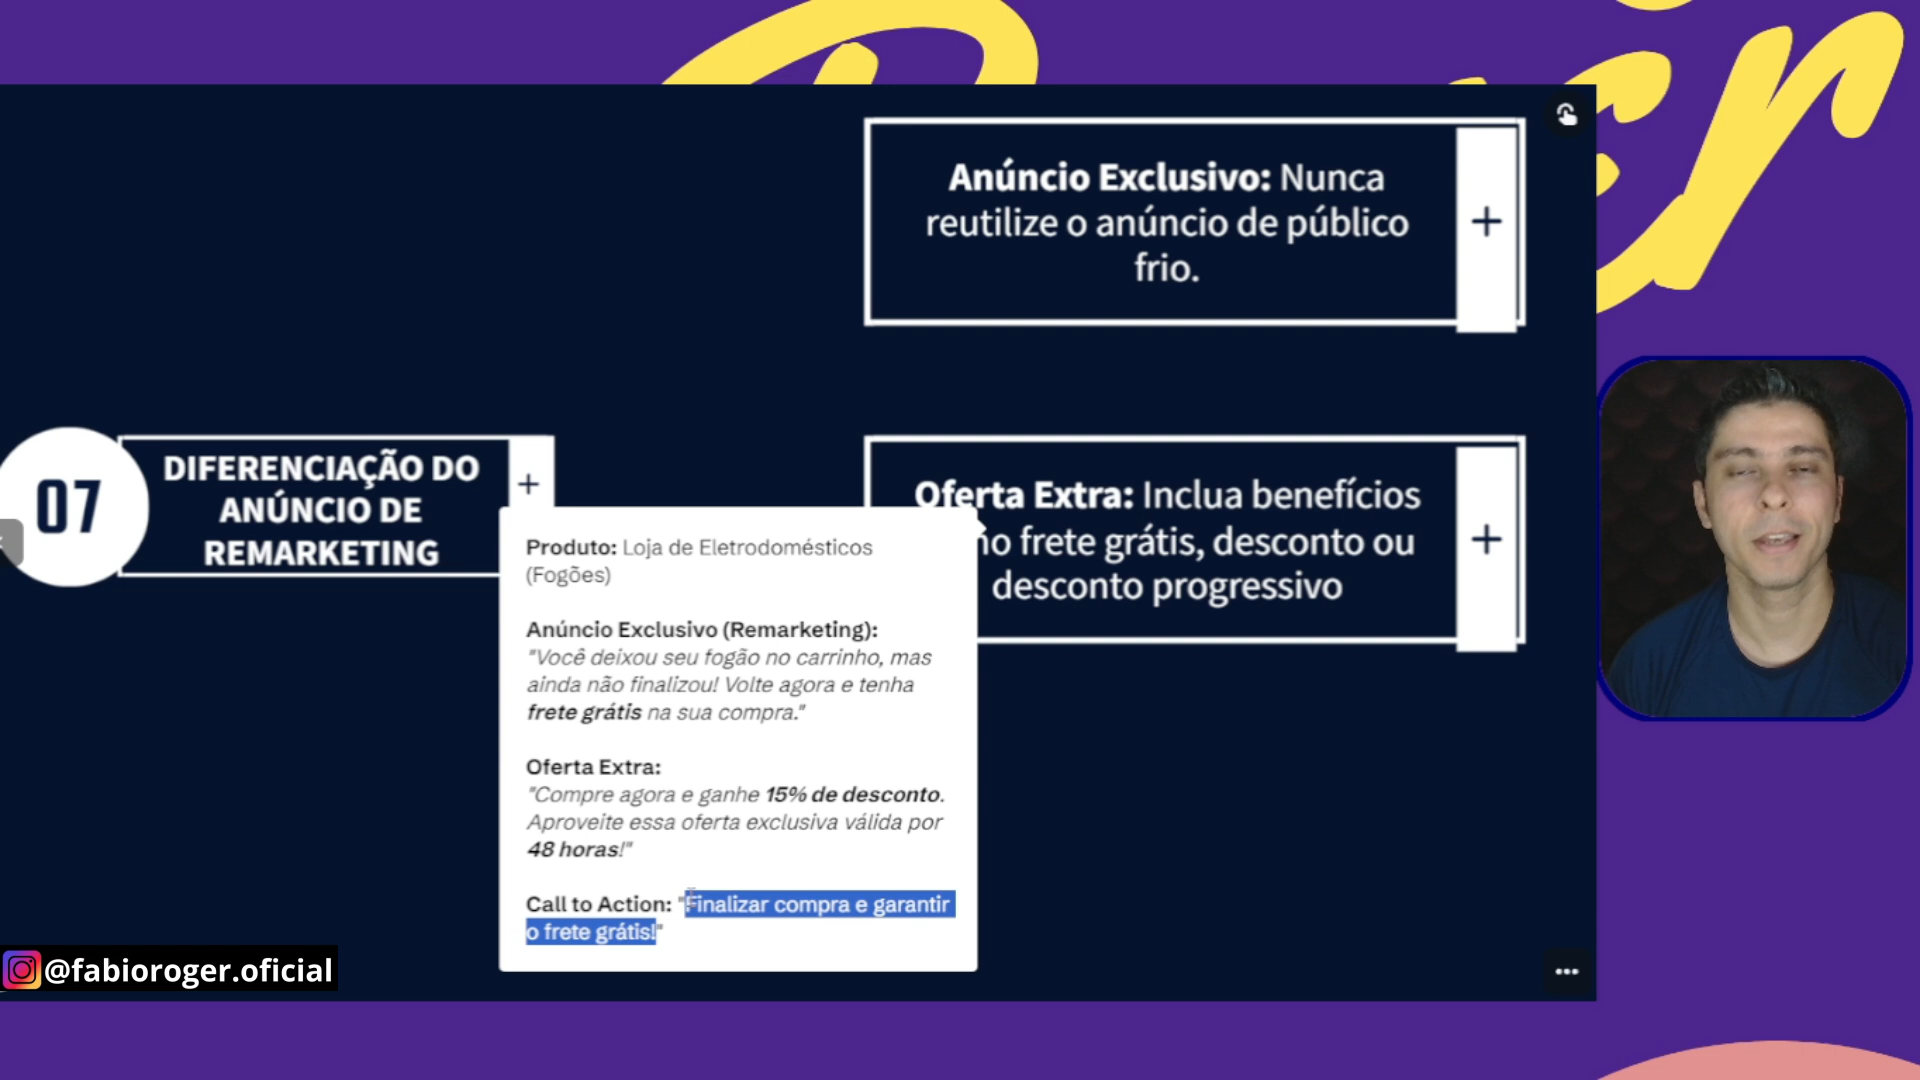 Anúncio Exclusivo: Nunca
reutilize o anúncio de público
frio.
+
07
DIFERENCIAÇÃO DO
ANÚNCIO DE
REMARKETING
+
Oferta Extra: Inclua benefícios
no frete grátis, desconto ou
desconto progressivo
+
Produto: Loja de Eletrodomésticos
(Fogões)
Anúncio Exclusivo (Remarketing):
"Você deixou seu fogão no carrinho, mas
ainda não finalizou! Volte agora e tenha
frete grátis na sua compra."
Oferta Extra:
"Compre agora e ganhe 15% de desconto.
Aproveite essa oferta exclusiva válida por
48 horas!"
Call to Action: "Finalizar compra e garantir
o frete grátis!"
@fabioroger.oficial